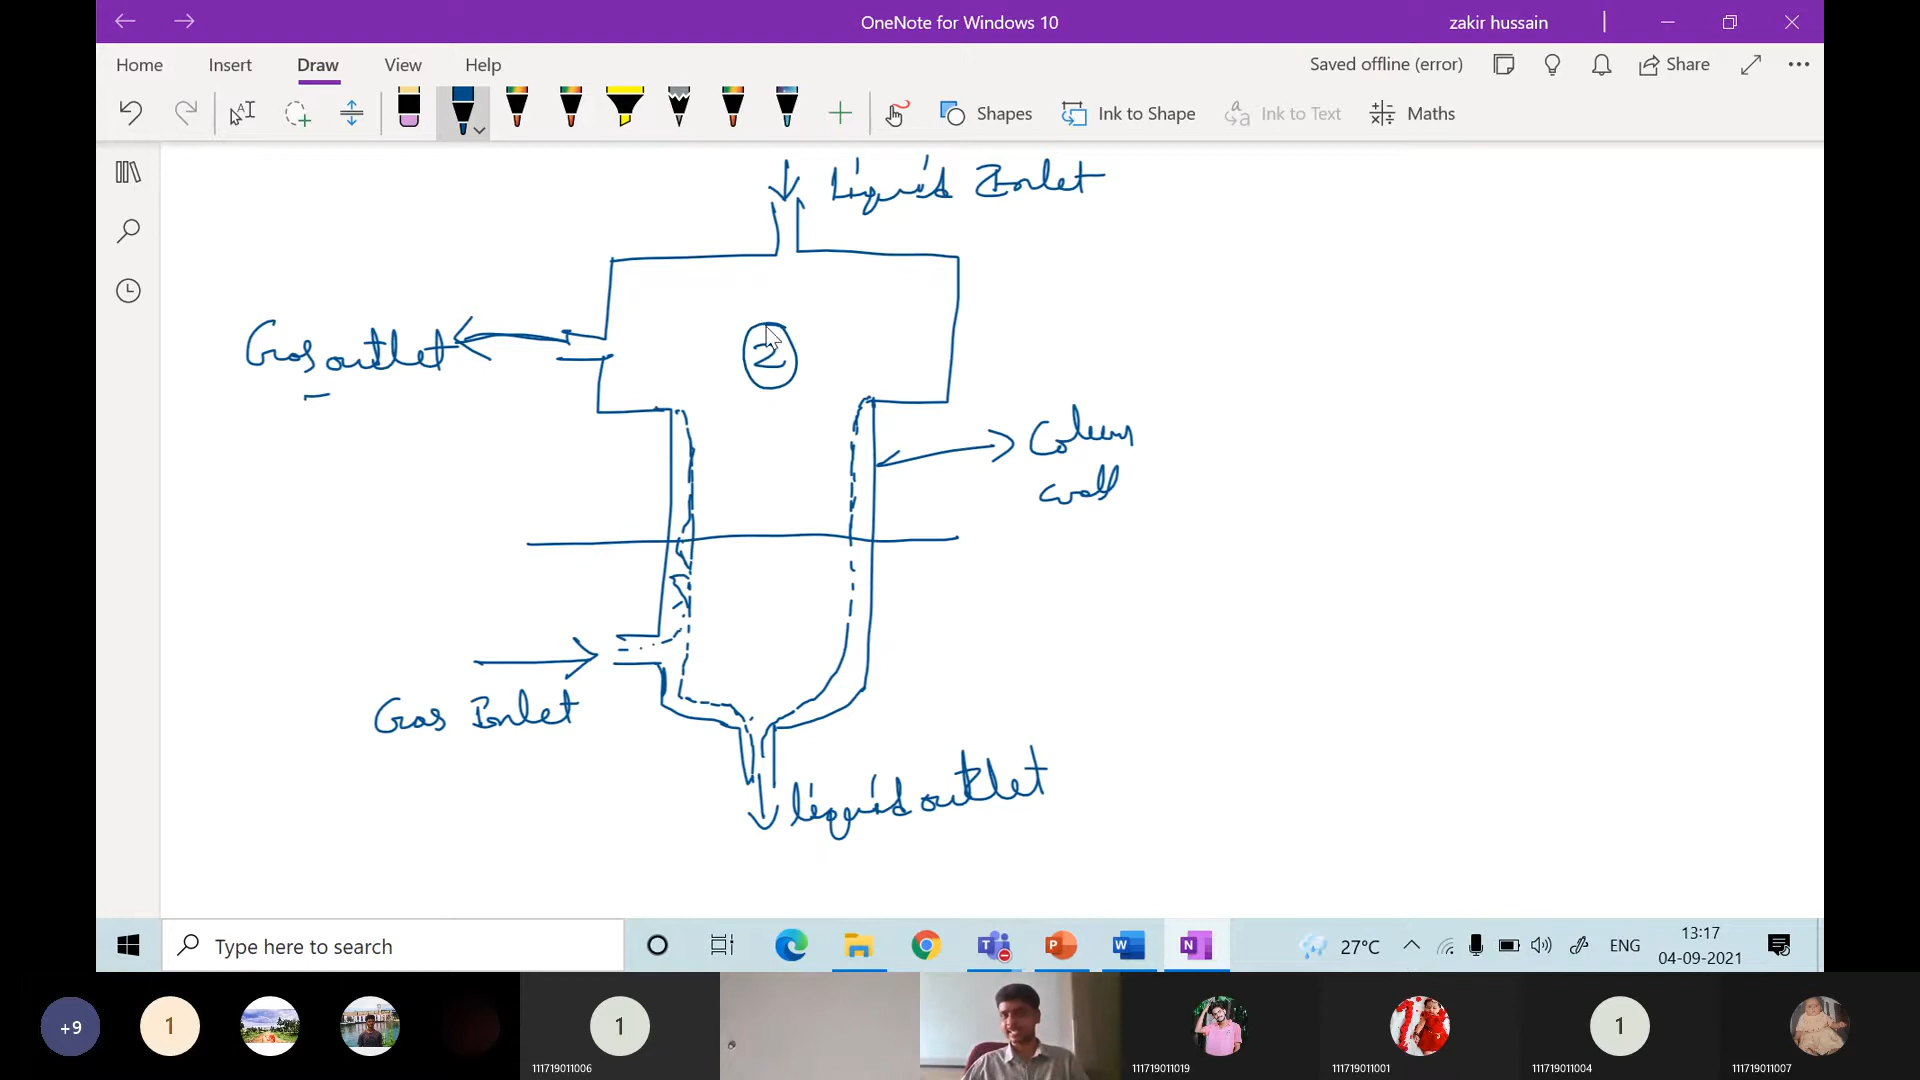 OneNote for Windows 10
zakir hussain
Home Insert Draw View Help
Saved offline (error)
Share
Shapes
Ink to Shape
Ink to Text
Maths
Liquid Inlet
Gas outlet
2
Column
wall
Gas Inlet
liquid outlet
Type here to search
27°C
ENG
13:17
04-09-2021
+9
1
1
111719011006
111719011019
111719011001
1
111719011004
111719011007